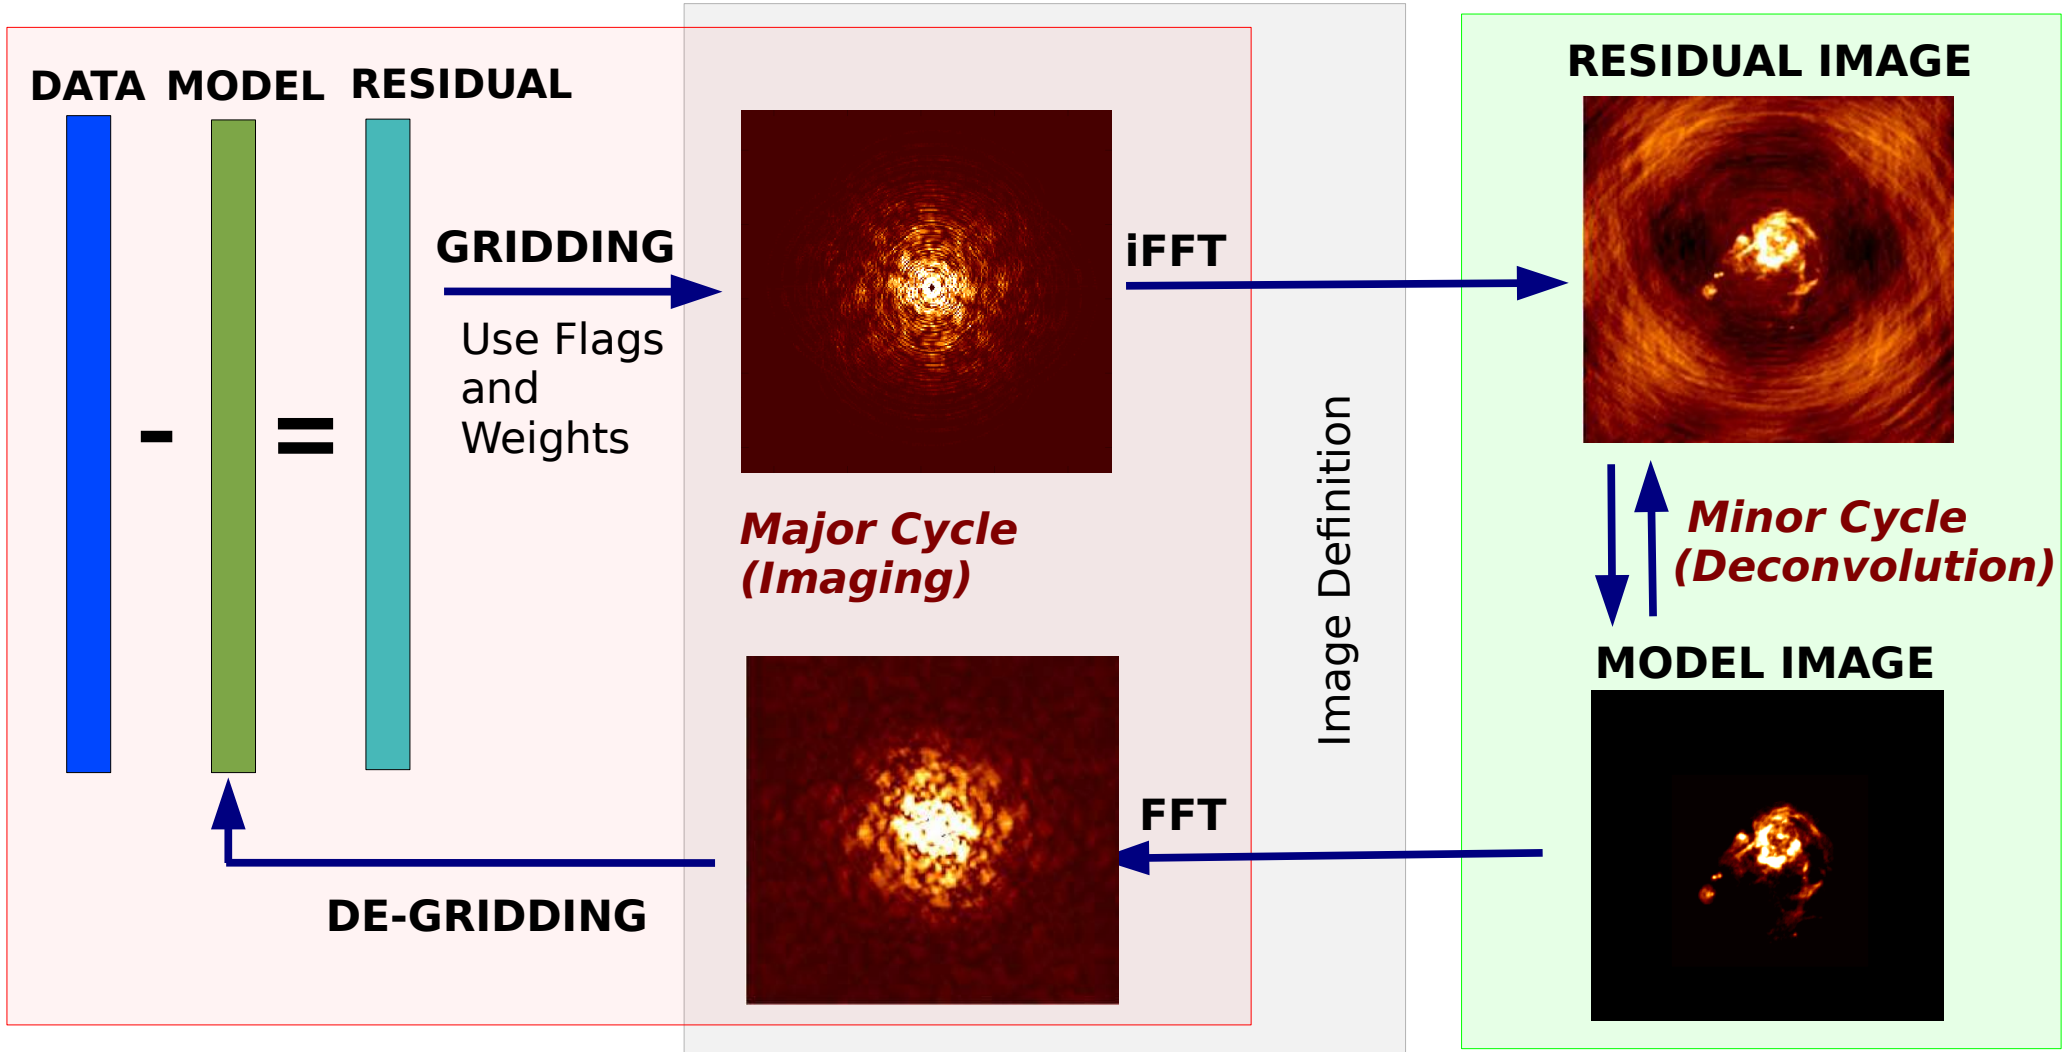 DATA MODEL RESIDUAL
- =
GRIDDING
Use Flags
and
Weights
iFFT
Major Cycle
(Imaging)
Image Definition
FFT
DE-GRIDDING
RESIDUAL IMAGE
Minor Cycle
(Deconvolution)
MODEL IMAGE